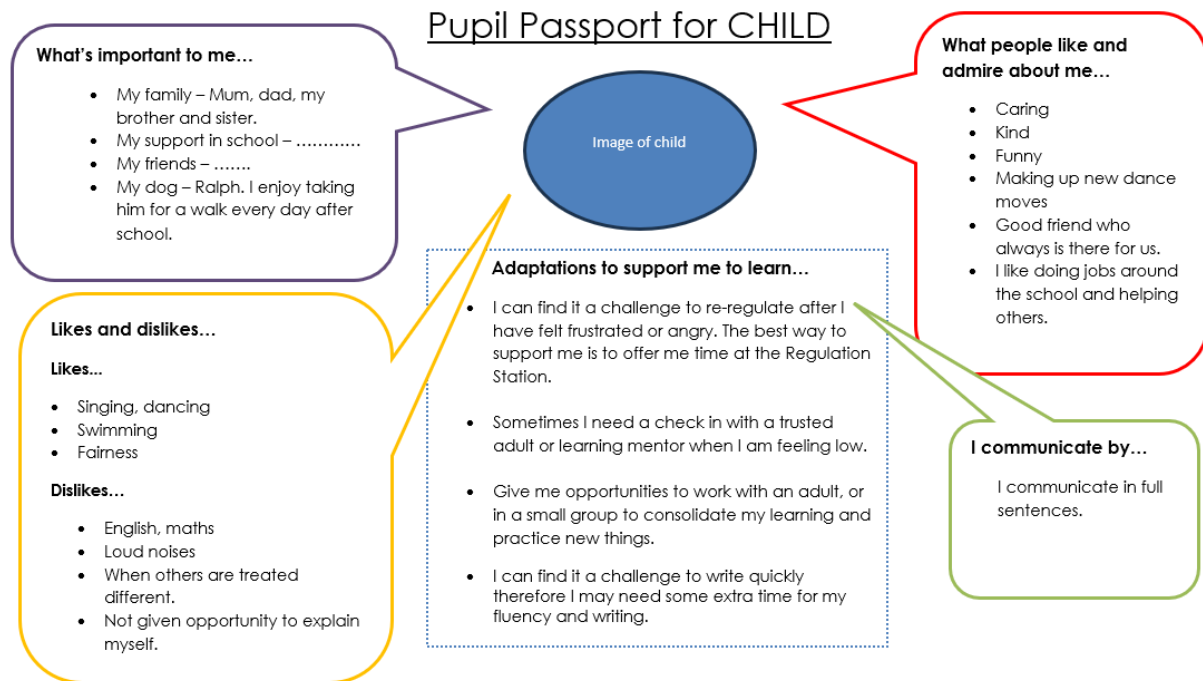 Pupil Passport for CHILD
What's important to me…
• My family – Mum, dad, my
brother and sister.
• My support in school – …………
• My friends – …….
• My dog – Ralph. I enjoy taking
him for a walk every day after
school.
Image of child
What people like and
admire about me…
• Caring
• Kind
• Funny
• Making up new dance
moves
• Good friend who
always is there for us.
• I like doing jobs around
the school and helping
others.
Likes and dislikes…
Likes...
• Singing, dancing
• Swimming
• Fairness
Dislikes…
• English, maths
• Loud noises
• When others are treated
different.
• Not given opportunity to explain
myself.
Adaptations to support me to learn…
• I can find it a challenge to re-regulate after I
have felt frustrated or angry. The best way to
support me is to offer me time at the Regulation
Station.
• Sometimes I need a check in with a trusted
adult or learning mentor when I am feeling low.
• Give me opportunities to work with an adult, or
in a small group to consolidate my learning and
practice new things.
• I can find it a challenge to write quickly
therefore I may need some extra time for my
fluency and writing.
I communicate by…
I communicate in full
sentences.